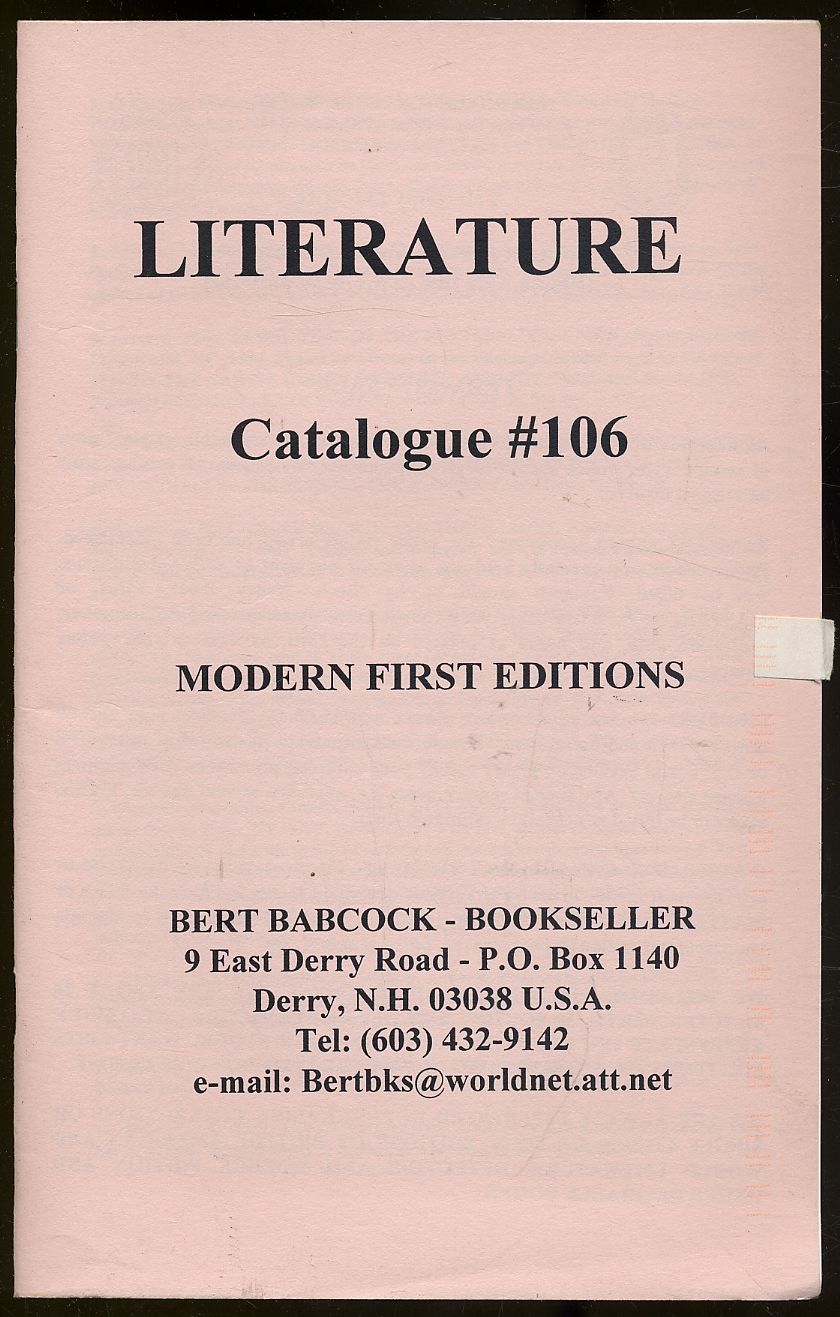 LITERATURE
Catalogue #106
MODERN FIRST EDITIONS
BERT BABCOCK - BOOKSELLER
9 East Derry Road - P.O. Box 1140
Derry, N.H. 03038 U.S.A.
Tel: (603) 432-9142
e-mail: Bertbks@worldnet.att.net